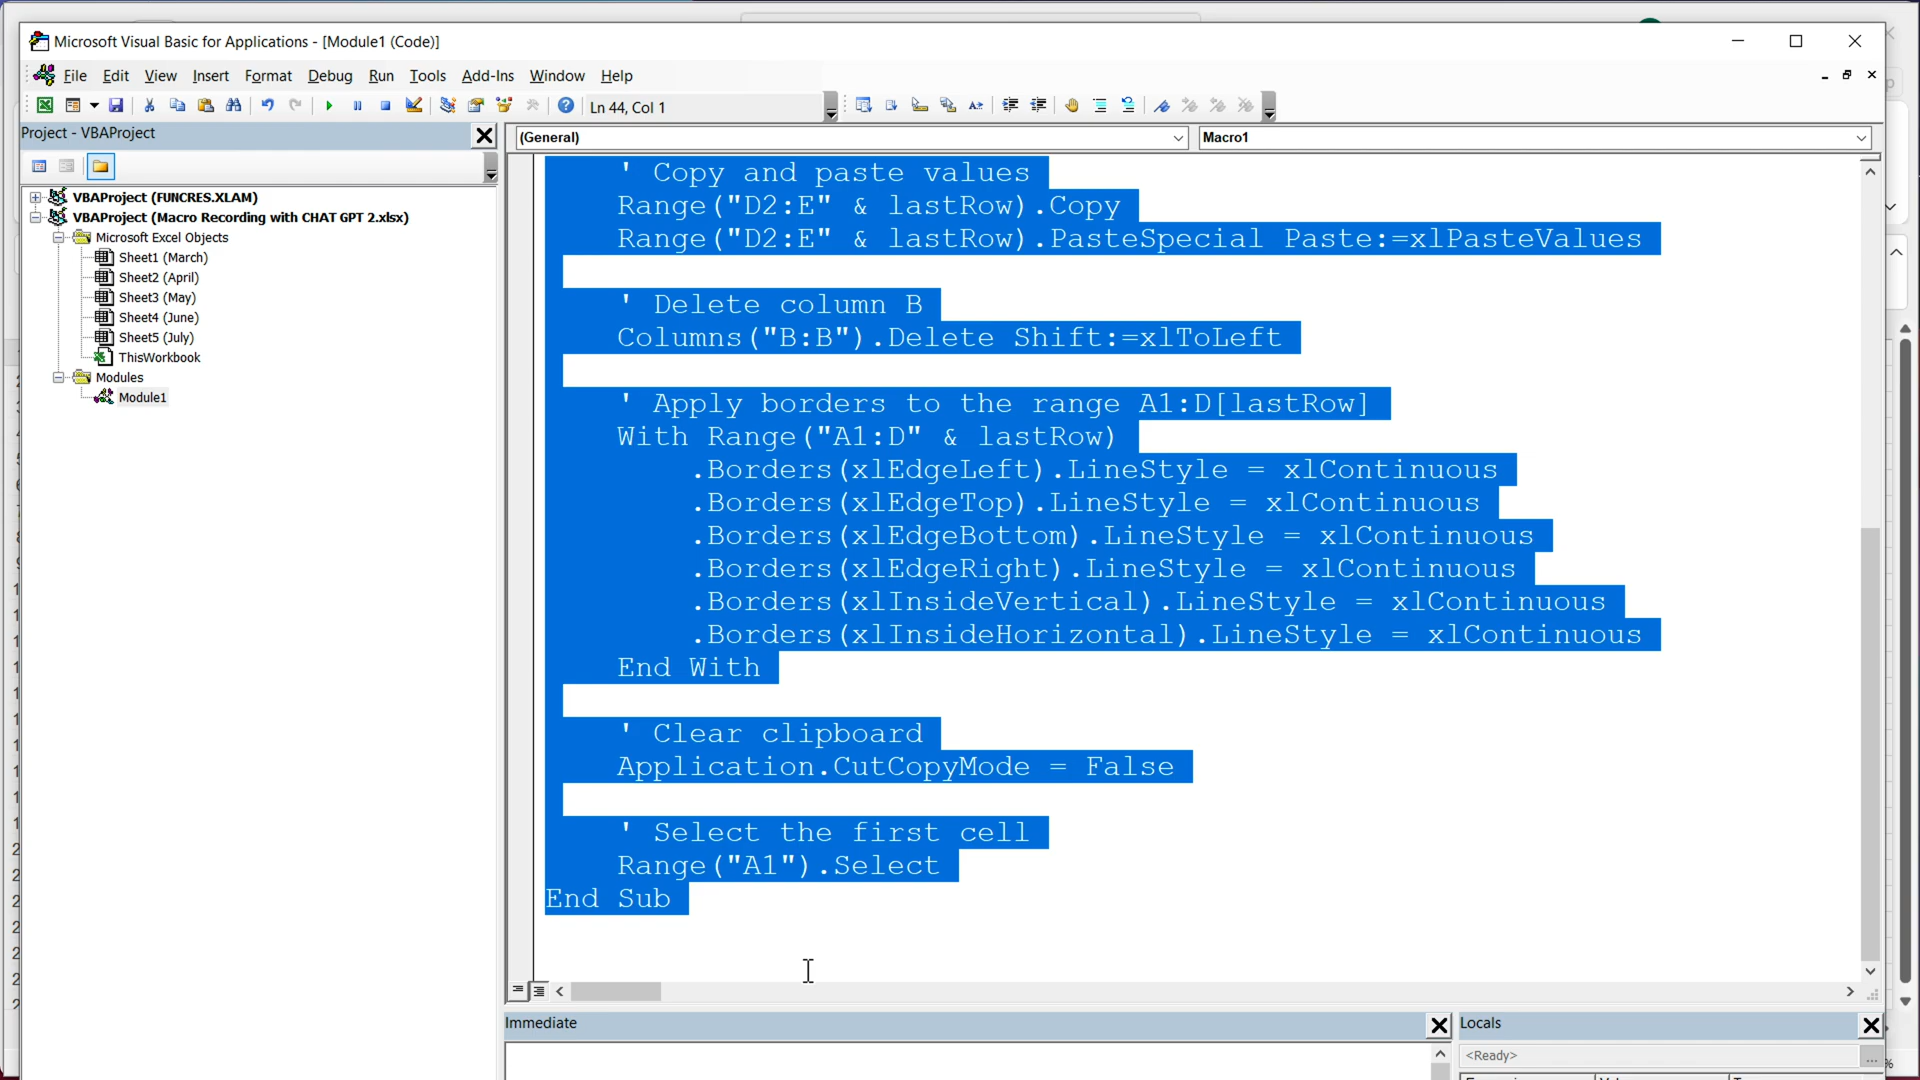 Microsoft Visual Basic for Applications - [Module1 (Code)]
File Edit View Insert Format Debug Run Tools Add-Ins Window Help
Ln 44, Col 1
Project - VBAProject
(General)
Macro1
VBAProject (FUNCRES.XLAM)
VBAProject (Macro Recording with CHAT GPT 2.xlsx)
Microsoft Excel Objects
Sheet1 (March)
Sheet2 (April)
Sheet3 (May)
Sheet4 (June)
Sheet5 (July)
ThisWorkbook
Modules
Module1
' Copy and paste values
Range("D2:E" & lastRow).Copy
Range("D2:E" & lastRow).PasteSpecial Paste:=xlPasteValues
' Delete column B
Columns("B:B").Delete Shift:=xlToLeft
' Apply borders to the range A1:D[lastRow]
With Range("A1:D" & lastRow)
.Borders(xlEdgeLeft).LineStyle = xlContinuous
.Borders(xlEdgeTop).LineStyle = xlContinuous
.Borders(xlEdgeBottom).LineStyle = xlContinuous
.Borders(xlEdgeRight).LineStyle = xlContinuous
.Borders(xlInsideVertical).LineStyle = xlContinuous
.Borders(xlInsideHorizontal).LineStyle = xlContinuous
End With
' Clear clipboard
Application.CutCopyMode = False
' Select the first cell
Range("A1").Select
End Sub
Immediate
Locals
<Ready>